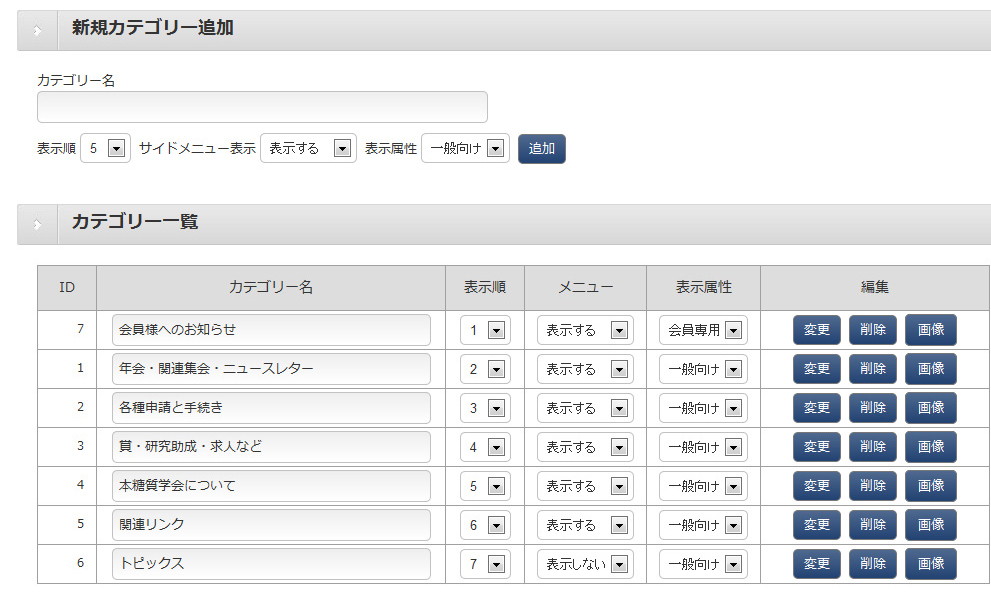 新規カテゴリー追加
カテゴリー名
表示順 5 サイドメニュー表示 表示する 表示属性 一般向け 追加
カテゴリー一覧
ID カテゴリー名 表示順 メニュー 表示属性 編集
7 会員様へのお知らせ 1 表示する 会員専用 変更 削除 画像
1 年会・関連集会・ニュースレター 2 表示する 一般向け 変更 削除 画像
2 各種申請と手続き 3 表示する 一般向け 変更 削除 画像
3 賞・研究助成・求人など 4 表示する 一般向け 変更 削除 画像
4 本糖質学会について 5 表示する 一般向け 変更 削除 画像
5 関連リンク 6 表示する 一般向け 変更 削除 画像
6 トピックス 7 表示しない 一般向け 変更 削除 画像